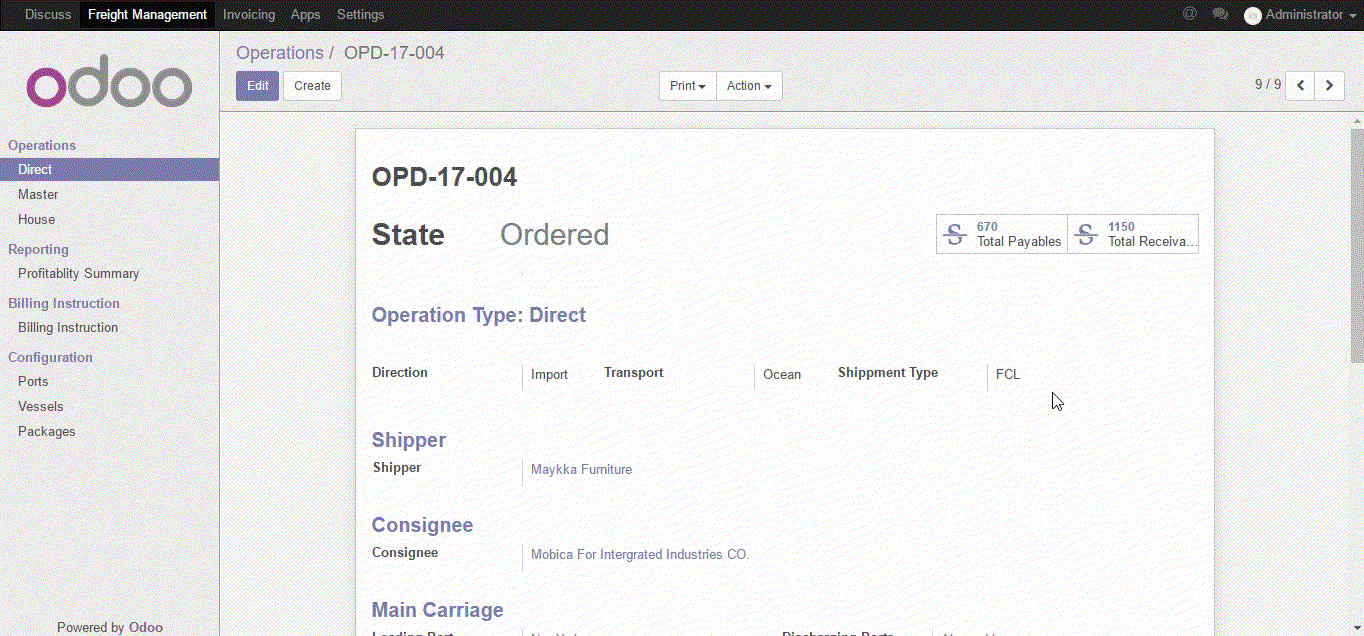 Discuss Freight Management Invoicing Apps Settings @ Administrator
odoo
Operations / OPD-17-004
Edit Create Print Action 9 / 9
Operations
Direct
Master
House
Reporting
Profitablity Summary
Billing Instruction
Billing Instruction
Configuration
Ports
Vessels
Packages
Powered by Odoo
OPD-17-004
State Ordered
670
Total Payables
1150
Total Receiva...
Operation Type: Direct
Direction Import Transport Ocean Shippment Type FCL
Shipper
Shipper Maykka Furniture
Consignee
Consignee Mobica For Intergrated Industries CO.
Main Carriage